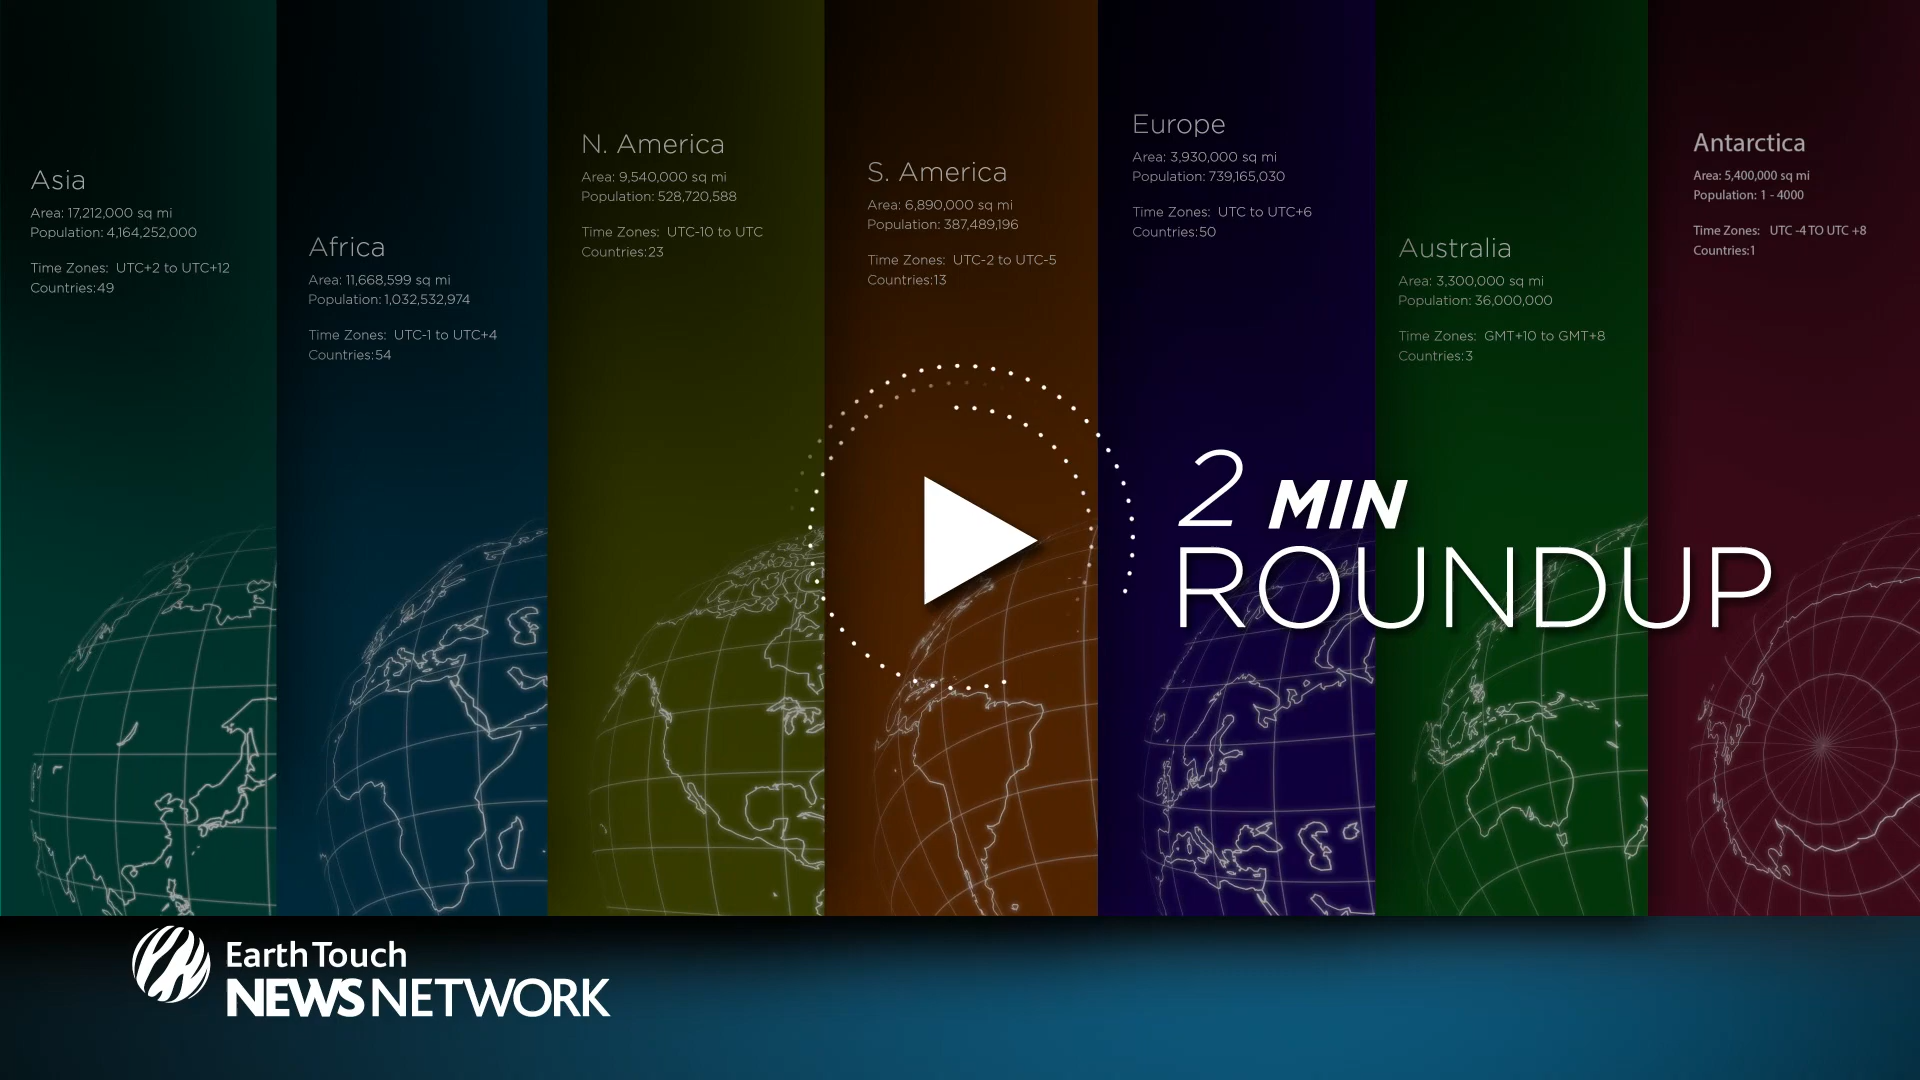 Asia
Area: 17,212,000 sq mi
Population: 4,164,252,000
Time Zones: UTC+2 to UTC+12
Countries:49
Africa
Area: 11,668,599 sq mi
Population: 1,032,532,974
Time Zones: UTC-1 to UTC+4
Countries:54
N. America
Area: 9,540,000 sq mi
Population: 528,720,588
Time Zones: UTC-10 to UTC
Countries:23
S. America
Area: 6,890,000 sq mi
Population: 387,489,196
Time Zones: UTC-2 to UTC-5
Countries:13
Europe
Area: 3,930,000 sq mi
Population: 739,165,030
Time Zones: UTC to UTC+6
Countries:50
Australia
Area: 3,300,000 sq mi
Population: 36,000,000
Time Zones: GMT+10 to GMT+8
Countries:3
Antarctica
Area: 5,400,000 sq mi
Population: 1 - 4000
Time Zones: UTC -4 TO UTC +8
Countries:1
2 MIN
ROUNDUP
Earth Touch
NEWS NETWORK